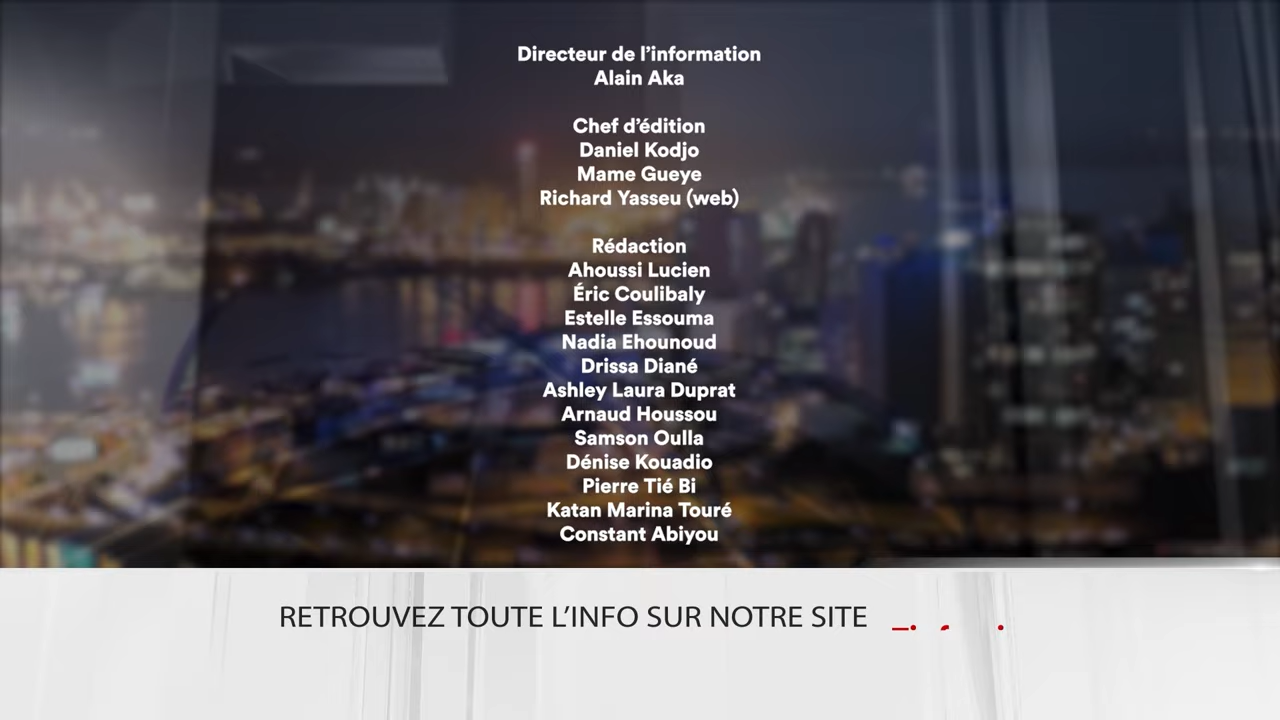 Directeur de l’information
Alain Aka
Chef d’édition
Daniel Kodjo
Mame Gueye
Richard Yasseu (web)
Rédaction
Ahoussi Lucien
Éric Coulibaly
Estelle Essouma
Nadia Ehounoud
Drissa Diané
Ashley Laura Duprat
Arnaud Houssou
Samson Oulla
Dénise Kouadio
Pierre Tié Bi
Katan Marina Touré
Constant Abiyou
RETROUVEZ TOUTE L’INFO SUR NOTRE SITE